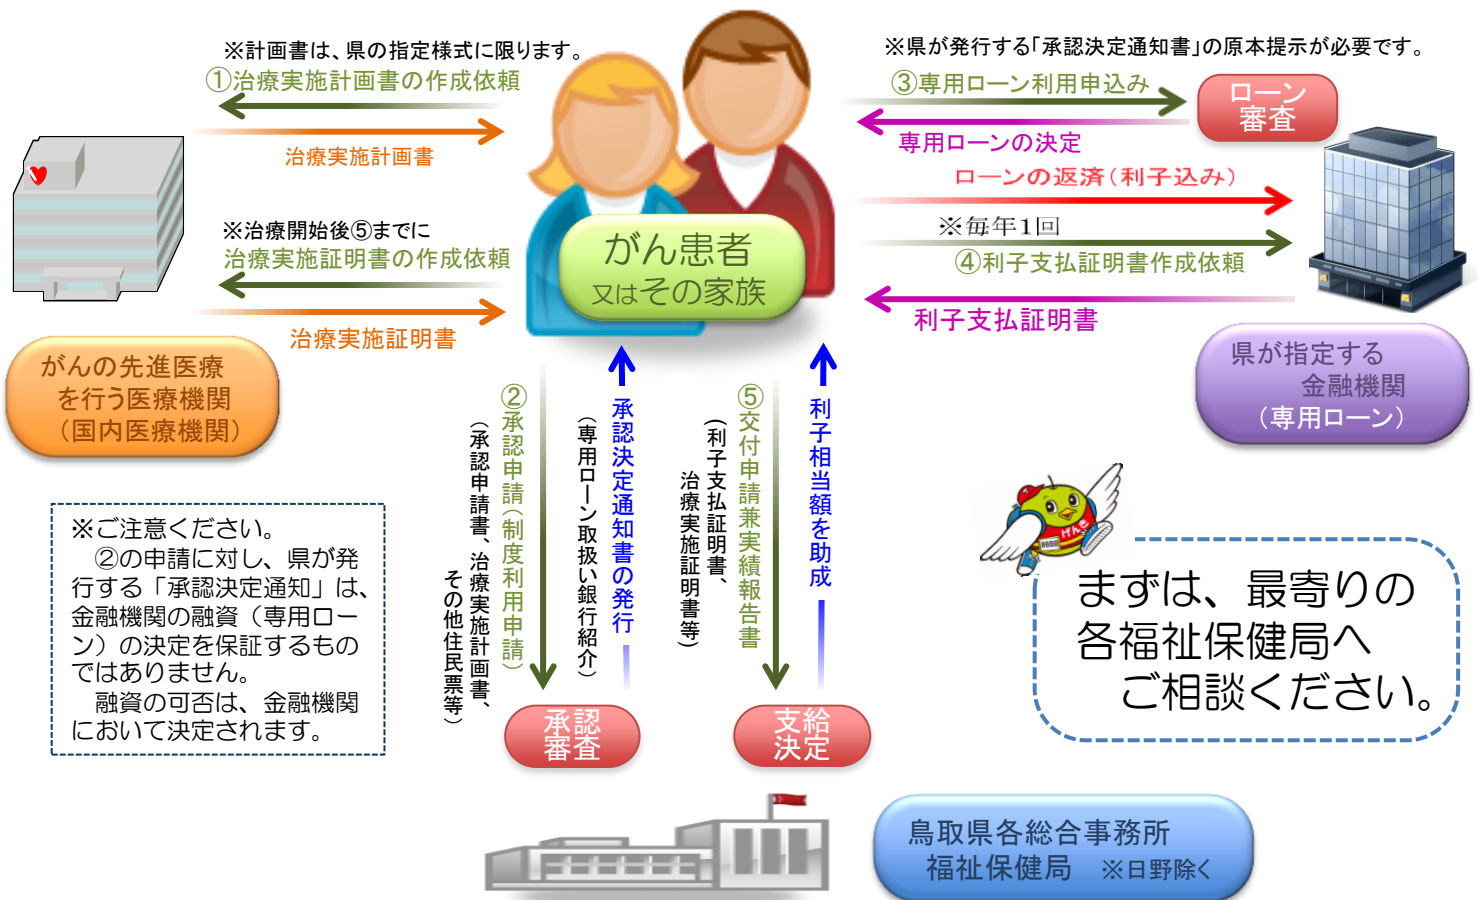 ※計画書は、県の指定様式に限ります。
①治療実施計画書の作成依頼
治療実施計画書
※治療開始後⑤までに
治療実施証明書の作成依頼
治療実施証明書
がんの先進医療
を行う医療機関
（国内医療機関）
がん患者
又はその家族
※県が発行する「承認決定通知書」の原本提示が必要です。
③専用ローン利用申込み
ローン
審査
専用ローンの決定
ローンの返済（利子込み）
※毎年1回
④利子支払証明書作成依頼
利子支払証明書
県が指定する
金融機関
（専用ローン）
②承認申請（制度利用申請）
（承認申請書、治療実施計画書、
その他住民票等）
承認決定通知書の発行
（専用ローン取扱い銀行紹介）
⑤交付申請兼実績報告書
（利子支払証明書、
治療実施証明書等）
利子相当額を助成
※ご注意ください。
②の申請に対し、県が発
行する「承認決定通知」は、
金融機関の融資（専用ロー
ン）の決定を保証するもの
ではありません。
融資の可否は、金融機関
において決定されます。
承認
審査
支給
決定
げんき
まずは、最寄りの
各福祉保健局へ
ご相談ください。
鳥取県各総合事務所
福祉保健局　※日野除く